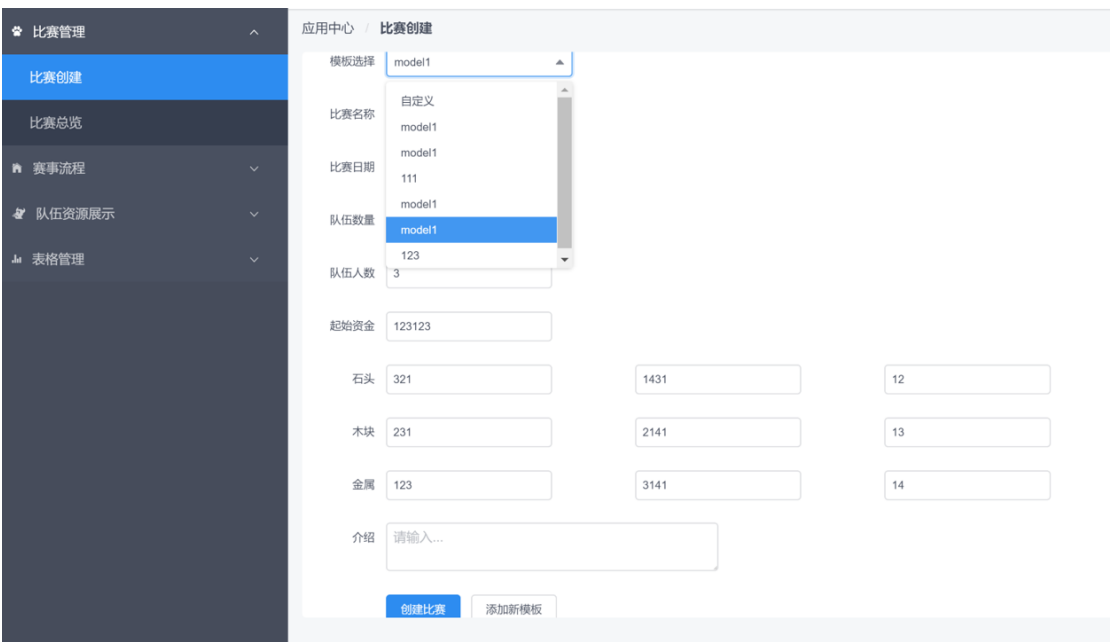 比赛管理
比赛创建
比赛总览
赛事流程
队伍资源展示
表格管理
应用中心 / 比赛创建
模板选择 model1
自定义
比赛名称
model1
model1
比赛日期
111
model1
队伍数量
model1
123
队伍人数 3
起始资金 123123
石头 321 1431 12
木块 231 2141 13
金属 123 3141 14
介绍 请输入...
创建比赛 添加新模板